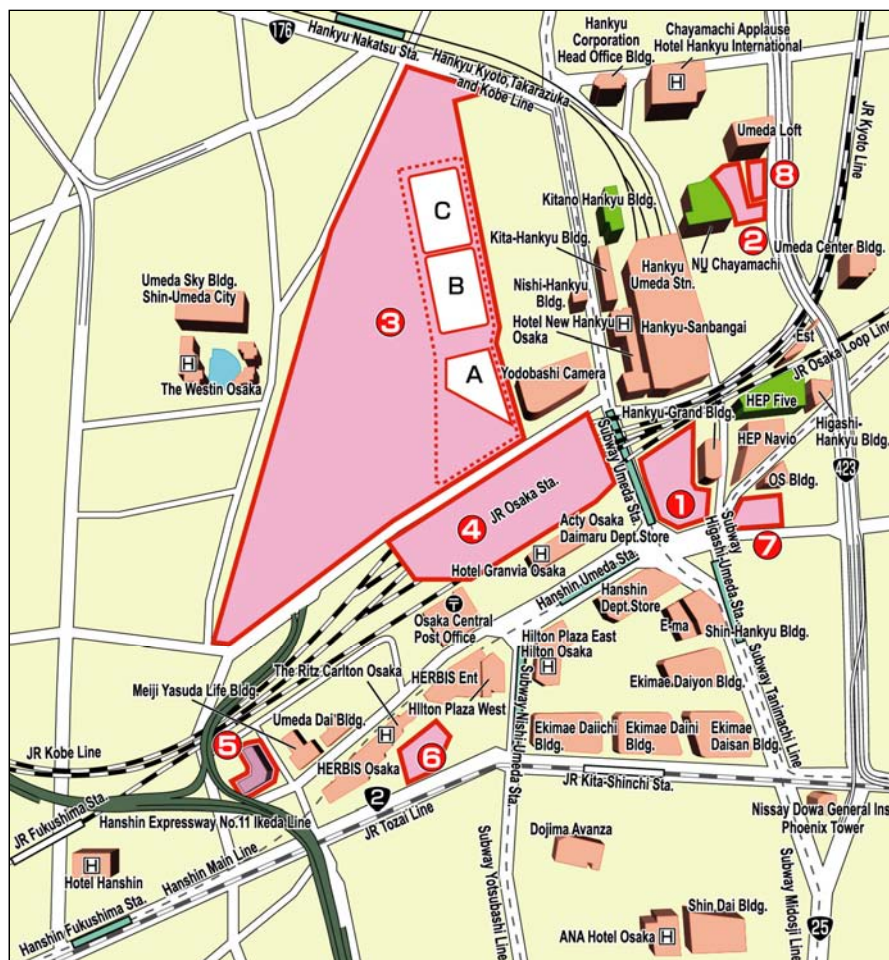 176
Hankyu Nakatsu Sta.
Hankyu Kyoto,Takarazuka
and Kobe Line
Hankyu
Corporation
Head Office Bldg.
Chayamachi Applause
Hotel Hankyu International
H
JR Kyoto Line
Umeda Loft
8
C
Kitano Hankyu Bldg.
2
NU Chayamachi
Umeda Center Bldg.
Kita-Hankyu Bldg.
Hankyu
Umeda Stn.
B
Umeda Sky Bldg.
Shin-Umeda City
Nishi-Hankyu
Bldg.
3
Hotel New Hankyu
Osaka
H
Hankyu-Sanbangai
Est
JR Osaka Loop Line
H
The Westin Osaka
A
Yodobashi Camera
Hankyu-Grand Bldg.
HEP Five
Higashi-
Hankyu Bldg.
HEP Navio
423
OS Bldg.
Subway Umeda Sta.
1
JR Osaka Sta.
4
7
Subway
Higashi-Umeda Sta.
Acty Osaka
Daimaru Dept.Store
H
Hotel Granvia Osaka
Hanshin Umeda Sta.
Hanshin
Dept.Store
〒
Osaka Central
Post Office
E-ma
Shin-Hankyu Bldg.
Hilton Plaza East
Hilton Osaka
H
The Ritz Carlton Osaka
HERBIS Ent
Hilton Plaza West
Meiji Yasuda Life Bldg.
Umeda Dai Bldg.
H
HERBIS Osaka
Ekimae Daiyon Bldg.
Subway Tanimachi Line
Subway Nishi-Umeda Sta.
Ekimae Daiichi
Bldg.
Ekimae Daini
Bldg.
Ekimae
Daisan Bldg.
JR Kobe Line
5
6
2
JR Kita-Shinchi Sta.
JR Fukushima Sta.
Hanshin Expressway No.11 Ikeda Line
JR Tozai Line
Nissay Dowa General Ins
Phoenix Tower
Dojima Avanza
H
Hotel Hanshin
Hanshin Main Line
Hanshin Fukushima Sta.
Subway Yotsubashi Line
Subway Midosji Line
Shin Dai Bldg.
ANA Hotel Osaka
H
25